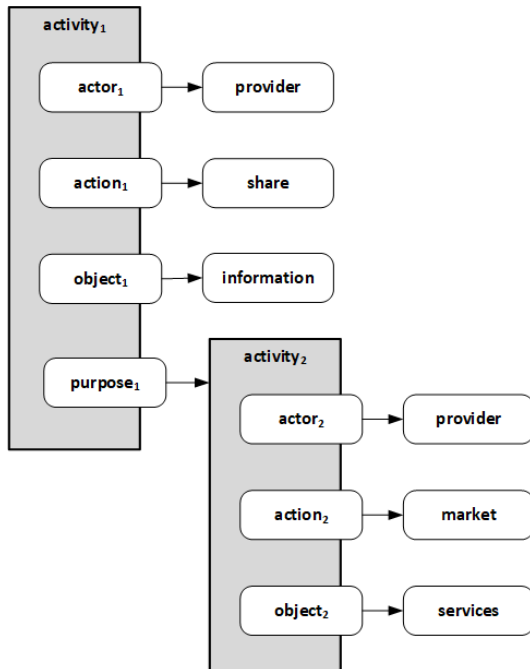 activity₁
actor₁ provider
action₁ share
object₁ information
purpose₁
activity₂
actor₂ provider
action₂ market
object₂ services